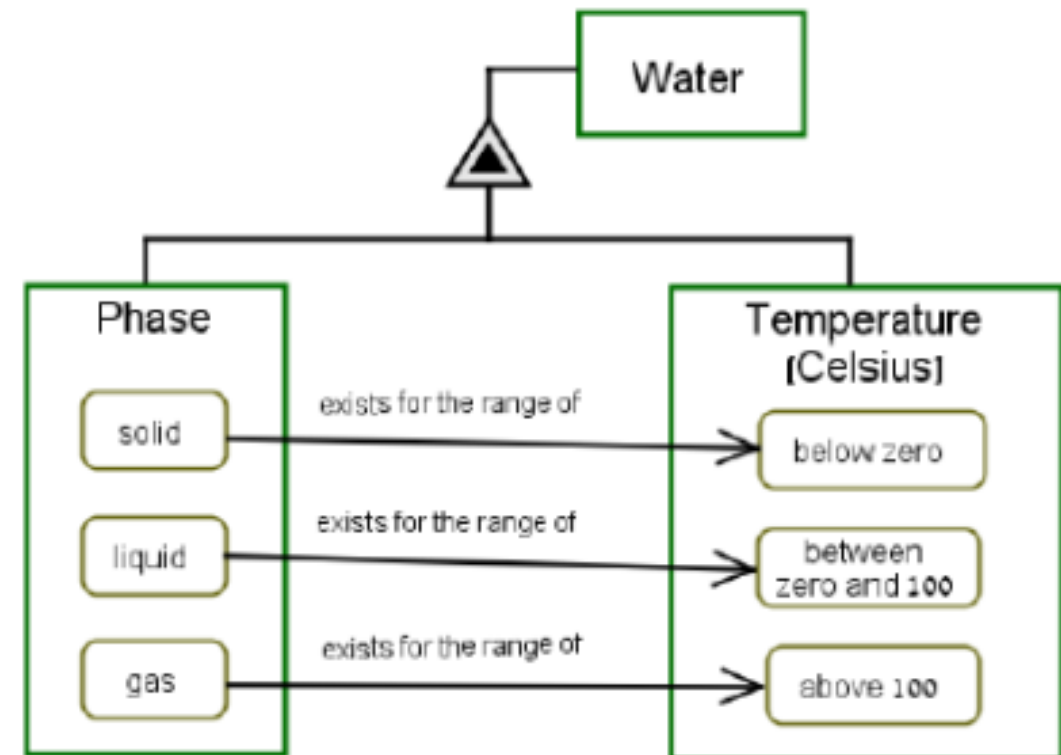 Water
Phase
Temperature
(Celsius)
solid
exists for the range of
below zero
liquid
exists for the range of
between
zero and 100
gas
exists for the range of
above 100